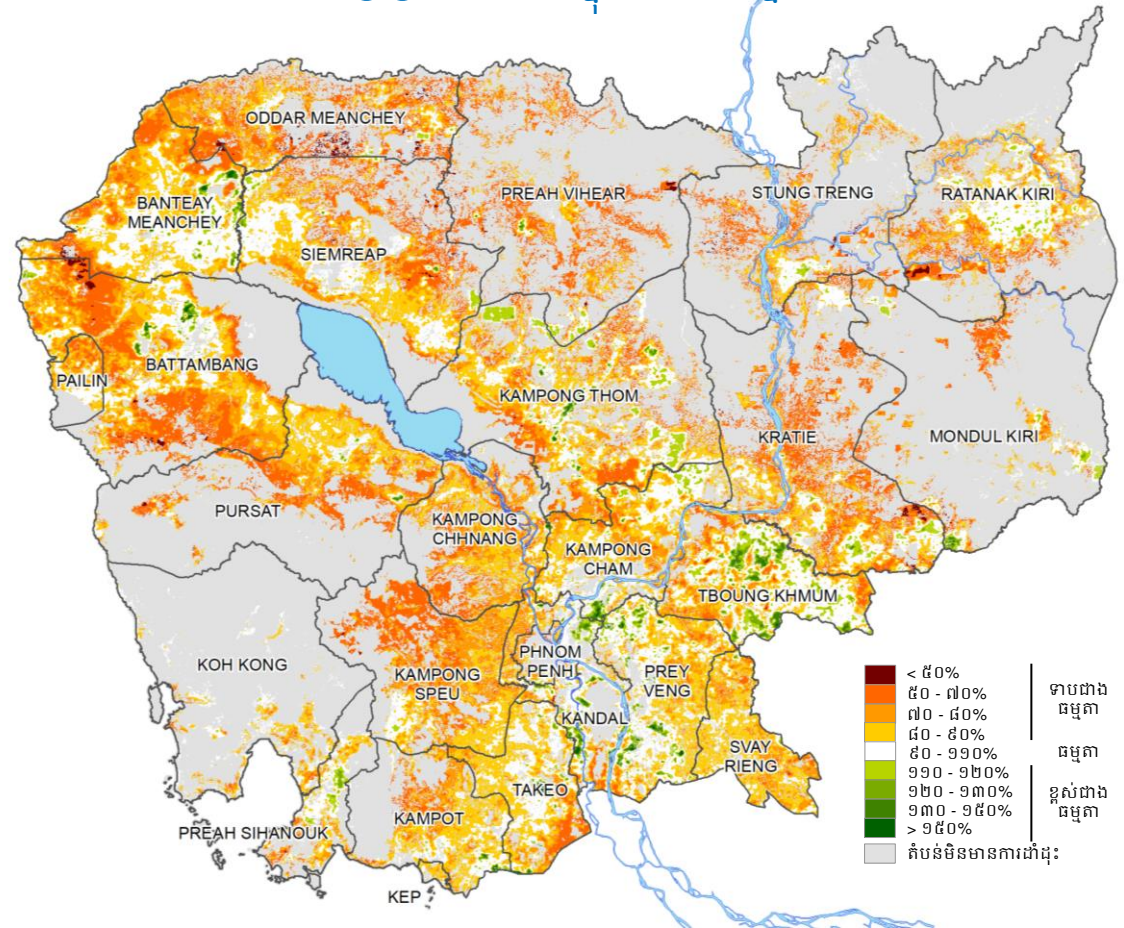 ODDAR MEANCHEY
BANTEAY
MEANCHEY
PREAH VIHEAR
STUNG TRENG
RATANAK KIRI
SIEMREAP
BATTAMBANG
PAILIN
KAMPONG THOM
KRATIE
MONDUL KIRI
PURSAT
KAMPONG
CHHNANG
KAMPONG
CHAM
TBOUNG KHMUM
KOH KONG
KAMPONG
SPEU
PHNOM
PENH
PREY
VENG
KANDAL
SVAY
RIENG
TAKEO
KAMPOT
PREAH SIHANOUK
KEP
< ៥០%
៥០ - ៧០%
៧០ - ៨០%
៨០ - ៩០%
ទាបជាង
ធម្មតា
៩០ - ១១០%
ធម្មតា
១១០ - ១២០%
១២០ - ១៣០%
១៣០ - ១៥០%
> ១៥០%
ខ្ពស់ជាង
ធម្មតា
តំបន់មិនមានការដាំដុះ